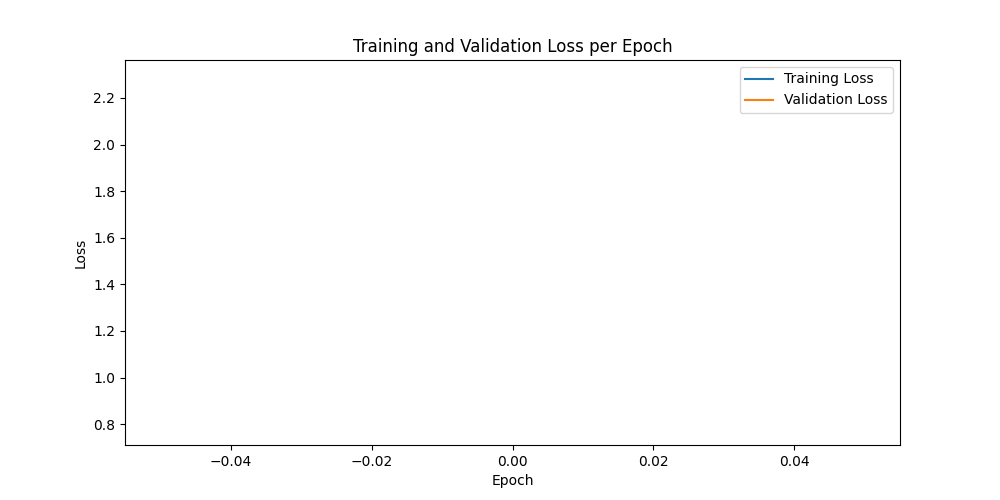 Training and Validation Loss per Epoch
Training Loss
Validation Loss
2.2
2.0
1.8
1.6
1.4
1.2
1.0
0.8
Loss
−0.04 −0.02 0.00 0.02 0.04
Epoch